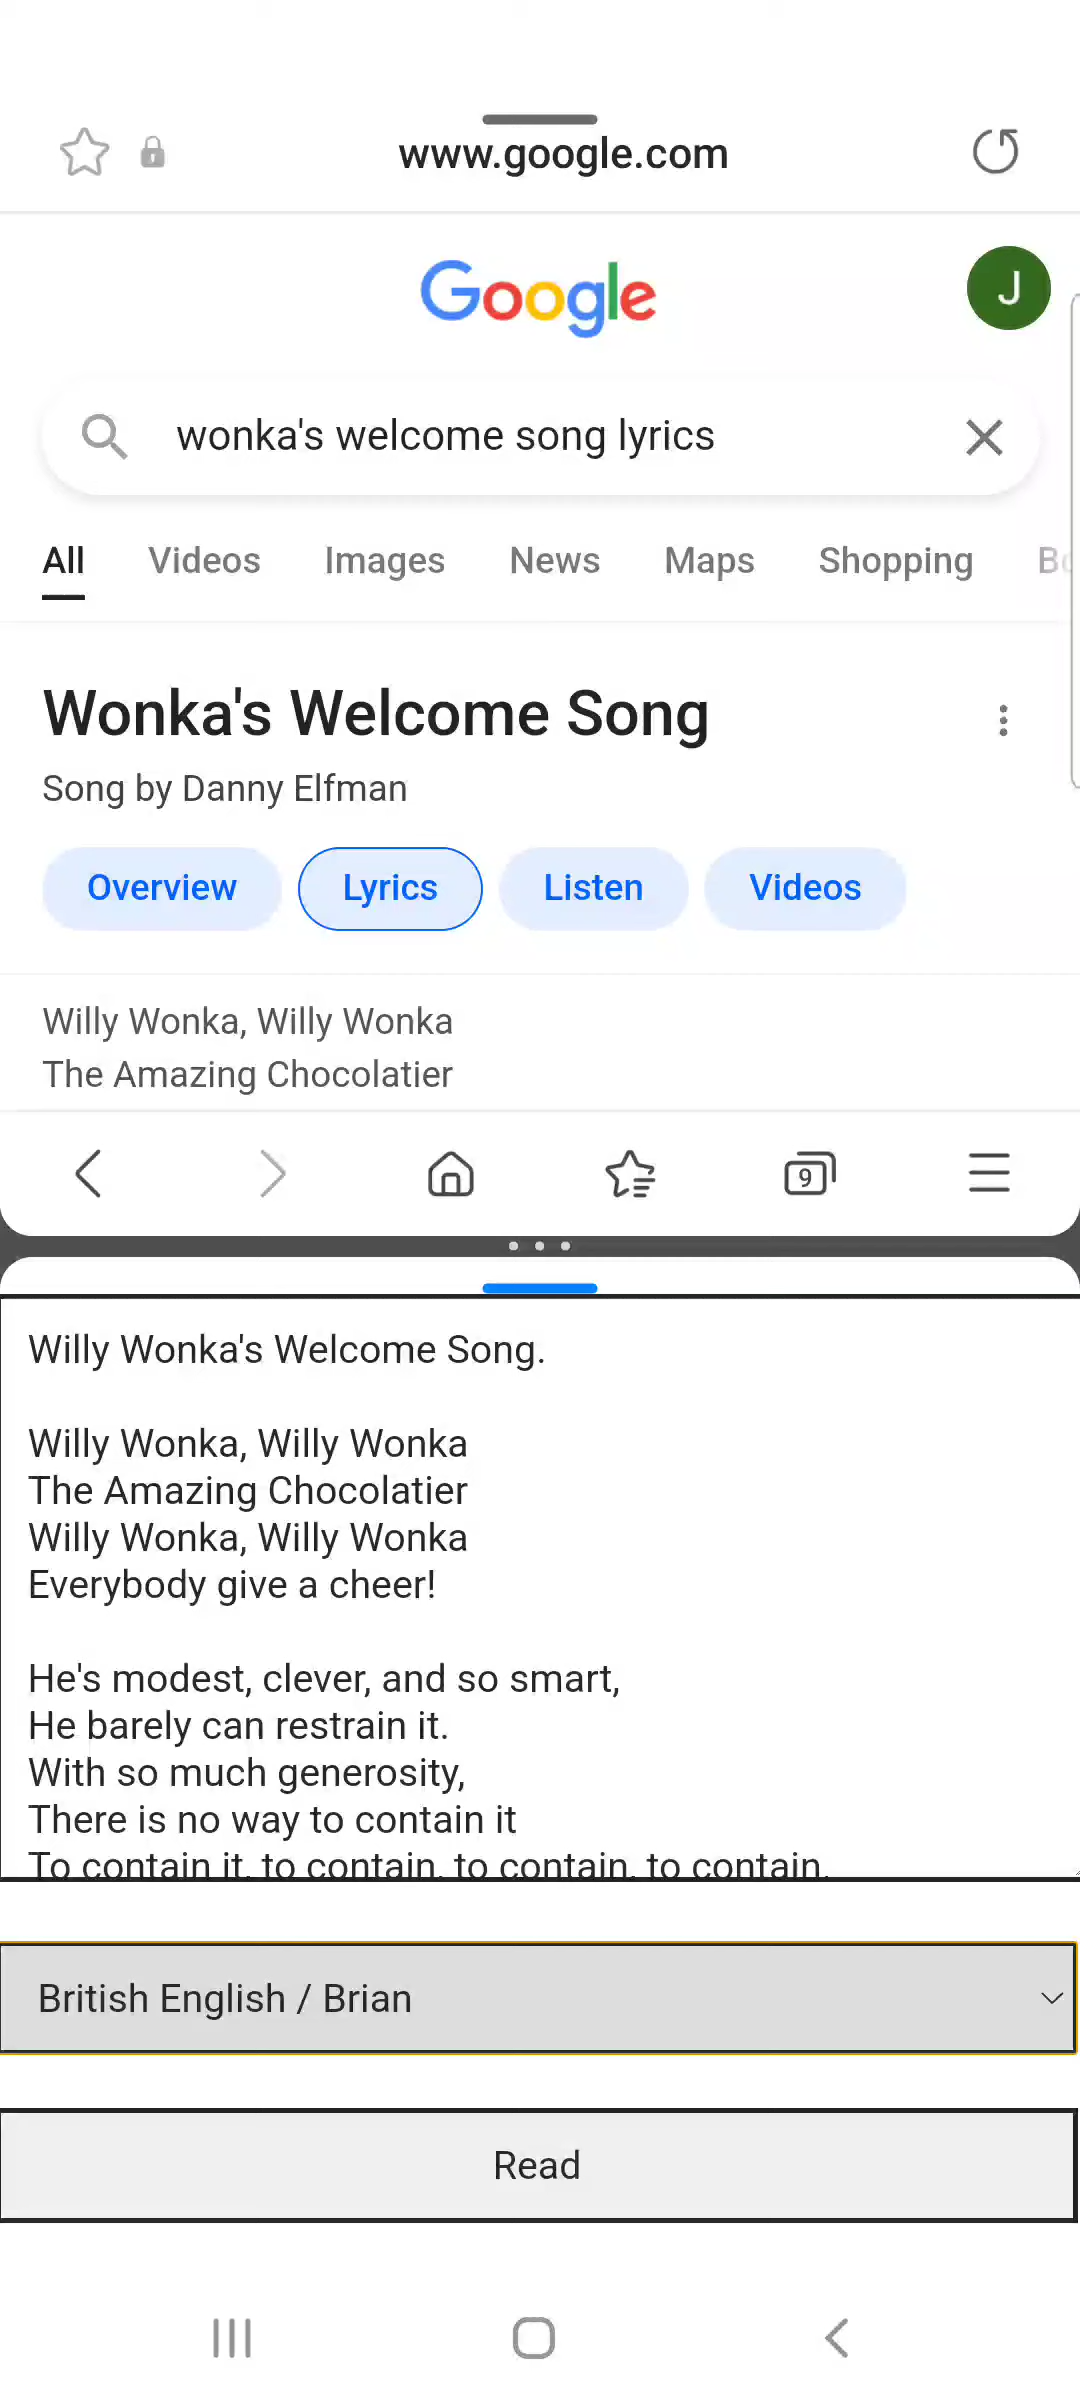 www.google.com
Google
J
wonka's welcome song lyrics
All Videos Images News Maps Shopping
Wonka's Welcome Song
Song by Danny Elfman
Overview Lyrics Listen Videos
Willy Wonka, Willy Wonka
The Amazing Chocolatier
9
Willy Wonka's Welcome Song.
Willy Wonka, Willy Wonka
The Amazing Chocolatier
Willy Wonka, Willy Wonka
Everybody give a cheer!
He's modest, clever, and so smart,
He barely can restrain it.
With so much generosity,
There is no way to contain it
To contain it, to contain, to contain, to contain.
British English / Brian
Read